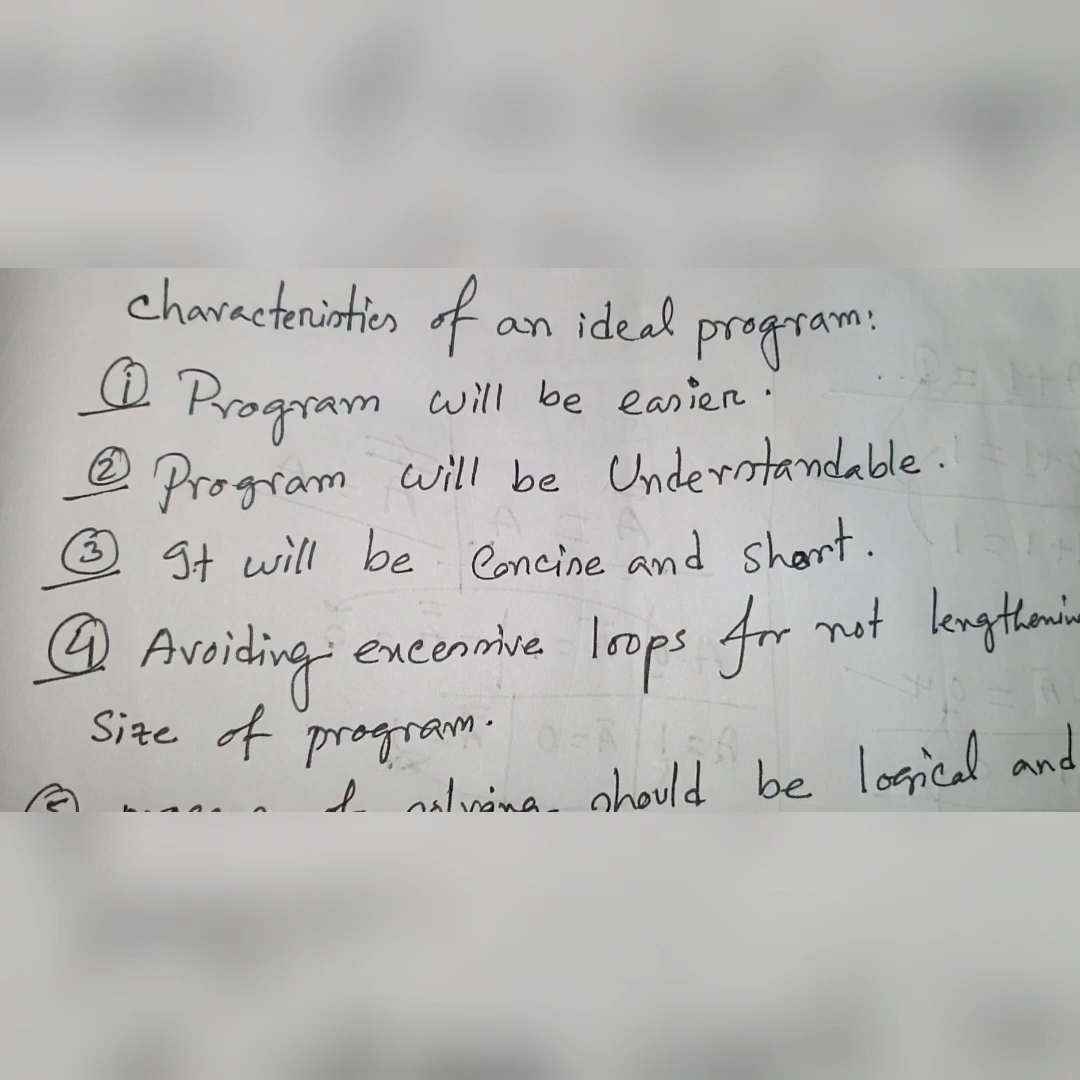 Characteristics of an ideal program:
① Program will be easier.
② Program will be Understandable.
③ It will be Concise and short.
④ Avoiding excessive loops for not lengthening
Size of program.
should be logical and